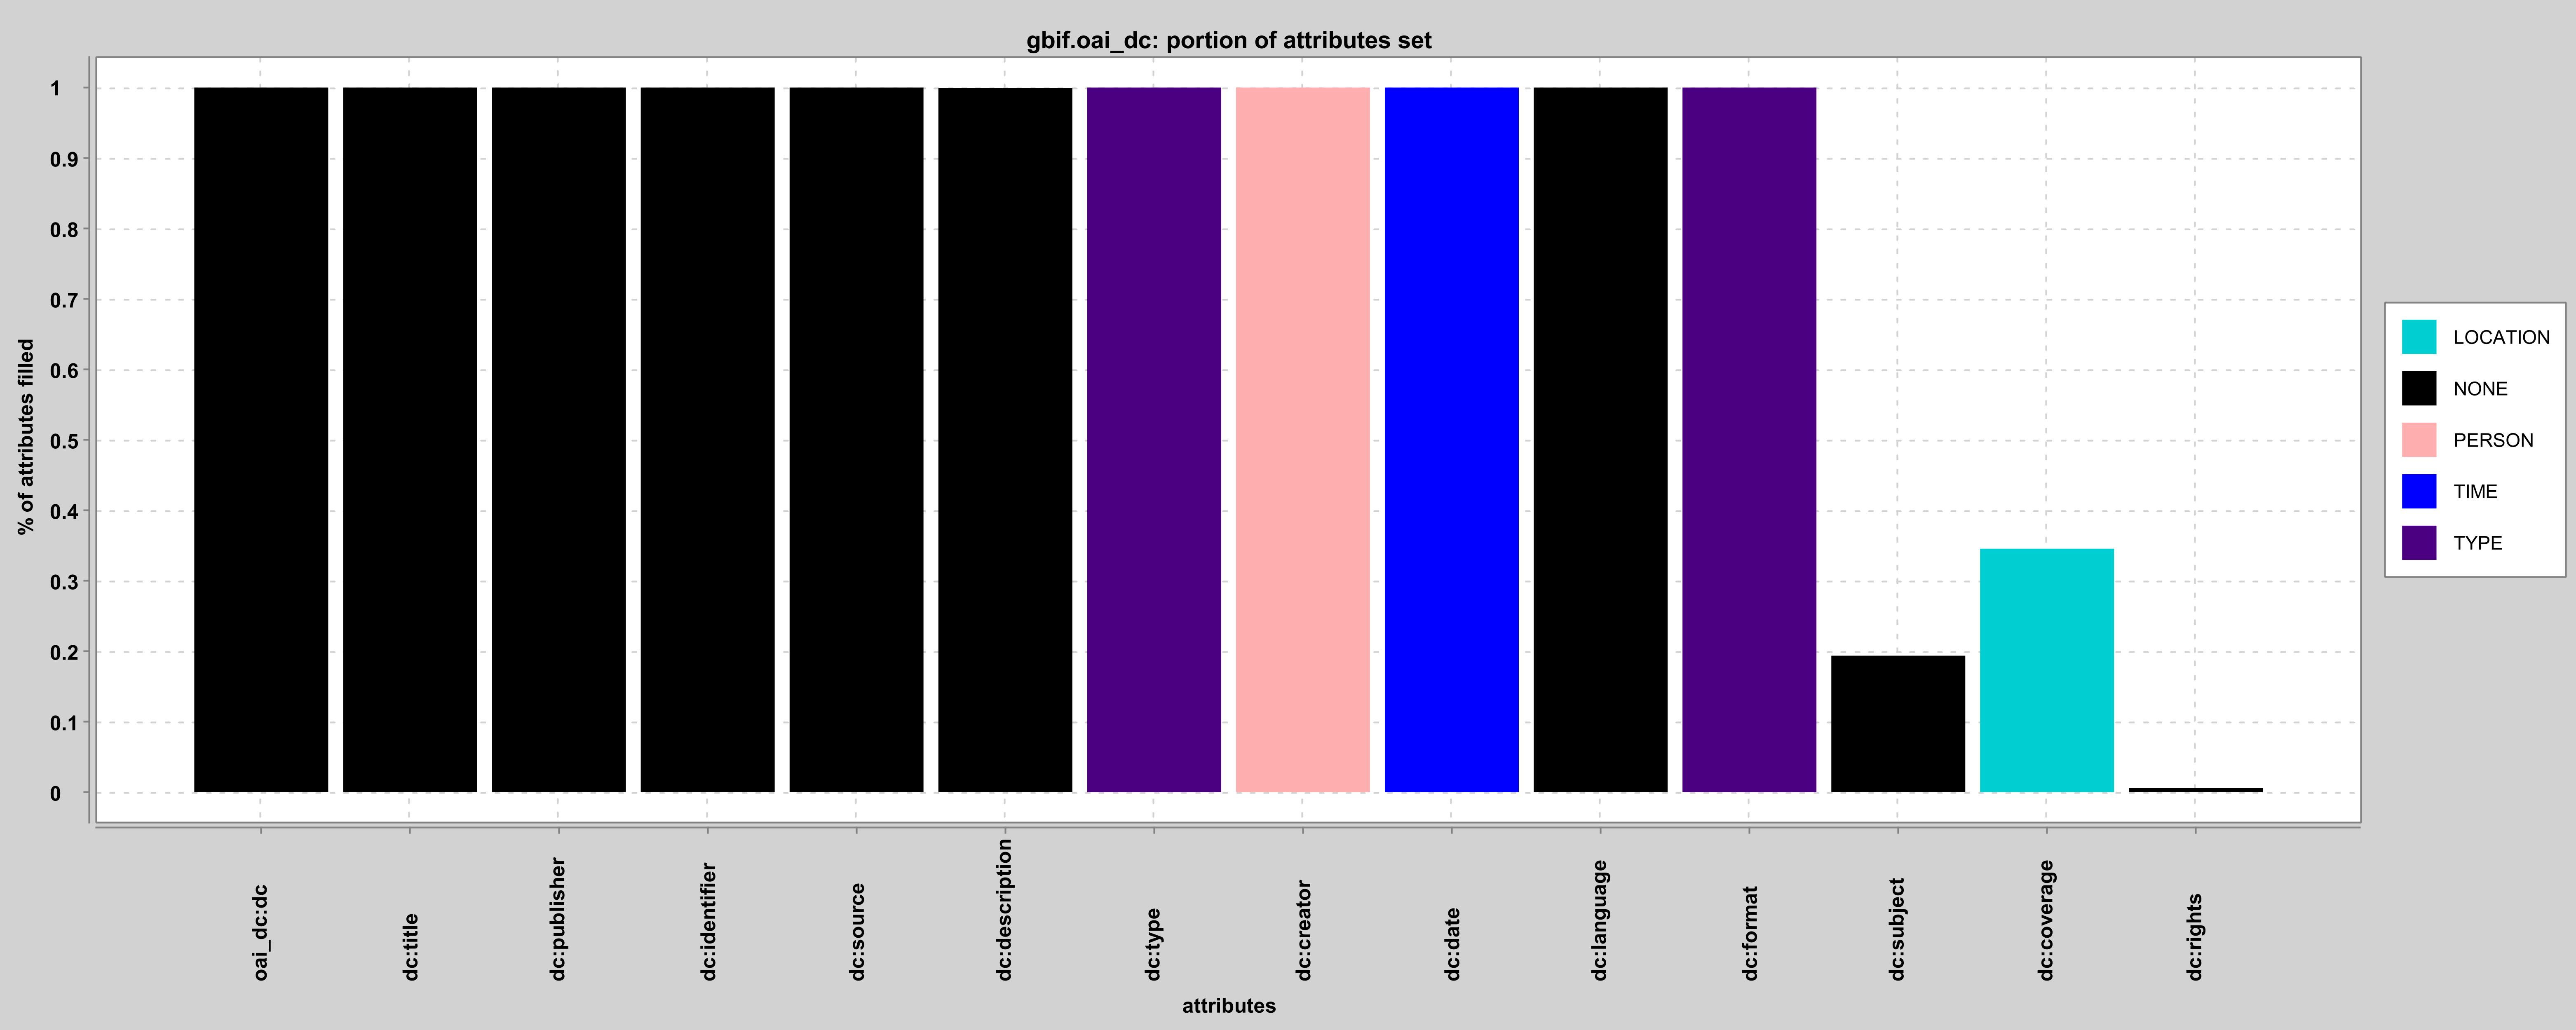 gbif.oai_dc: portion of attributes set
% of attributes filled
1
0.9
0.8
0.7
0.6
0.5
0.4
0.3
0.2
0.1
0
oai_dc:dc
dc:title
dc:publisher
dc:identifier
dc:source
dc:description
dc:type
dc:creator
dc:date
dc:language
dc:format
dc:subject
dc:coverage
dc:rights
attributes
LOCATION
NONE
PERSON
TIME
TYPE